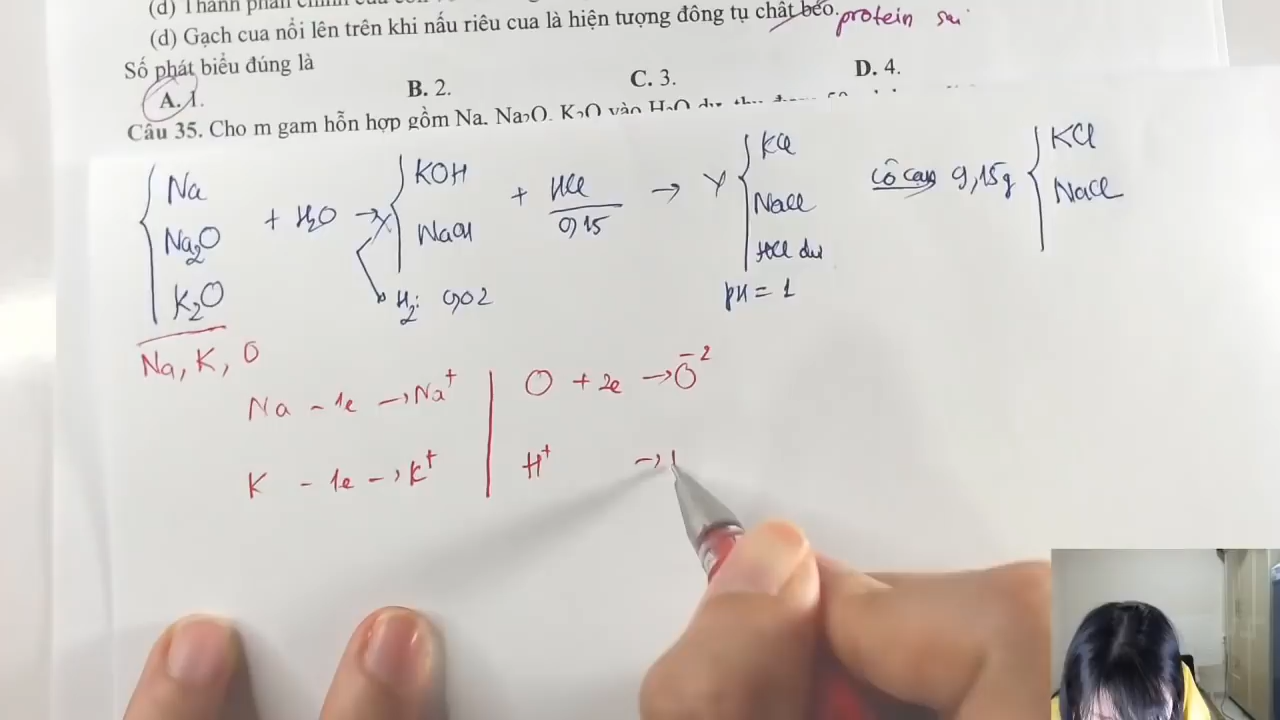 (d) Gạch cua nổi lên trên khi nấu riêu cua là hiện tượng đông tụ chất béo. protein sai
Số phát biểu đúng là
A. 1. B. 2. C. 3. D. 4.
Câu 35. Cho m gam hỗn hợp gồm Na, Na2O, K2O vào H2O dư
Na
Na2O
K2O
+ H2O → X
KOH
NaOH
H2: 0,02
+ HCl
0,15
→ Y
KCl
NaCl
HCl dư
pH = 1
Cô cạn 9,15g
KCl
NaCl
Na, K, O
Na - 1e → Na+ | O + 2e → O-2
K - 1e → K+ | H+ →